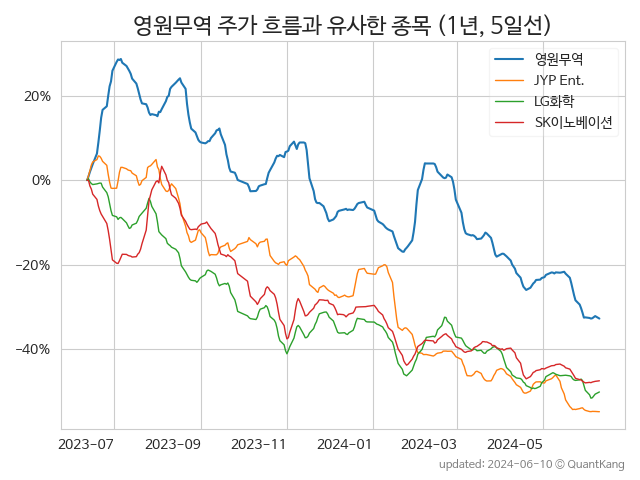 영원무역 주가 흐름과 유사한 종목 (1년, 5일선)
영원무역
JYP Ent.
LG화학
SK이노베이션
20%
0%
−20%
−40%
2023-07 2023-09 2023-11 2024-01 2024-03 2024-05
updated: 2024-06-10 © QuantKang